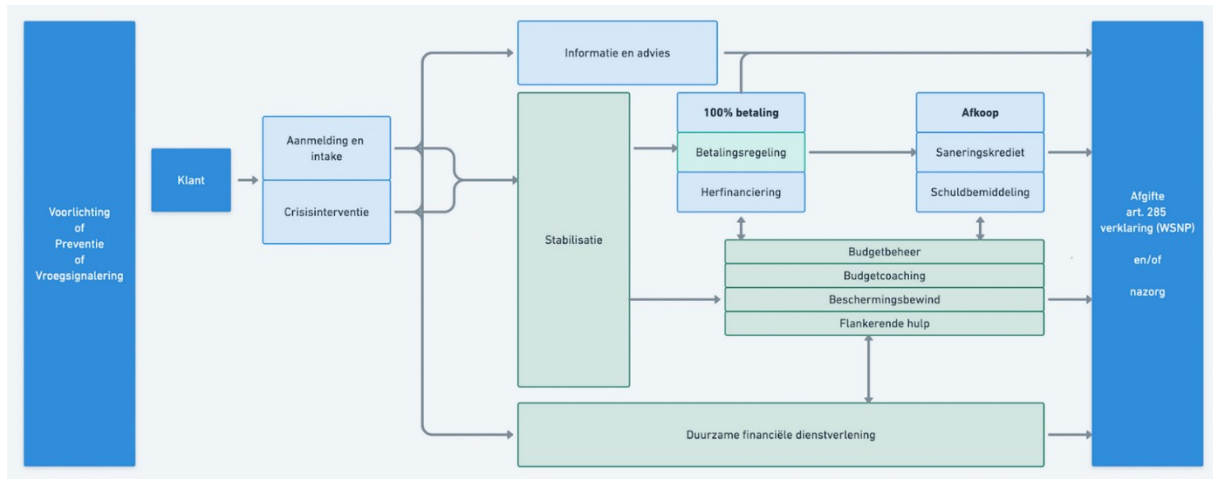 Voorlichting
of
Preventie
of
Vroegsignalering
Klant
Aanmelding en
intake
Crisisinterventie
Informatie en advies
Stabilisatie
100% betaling
Betalingsregeling
Herfinanciering
Afkoop
Saneringskrediet
Schuldbemiddeling
Budgetbeheer
Budgetcoaching
Beschermingsbewind
Flankerende hulp
Duurzame financiële dienstverlening
Afgifte
art. 285
verklaring (WSNP)
en/of
nazorg